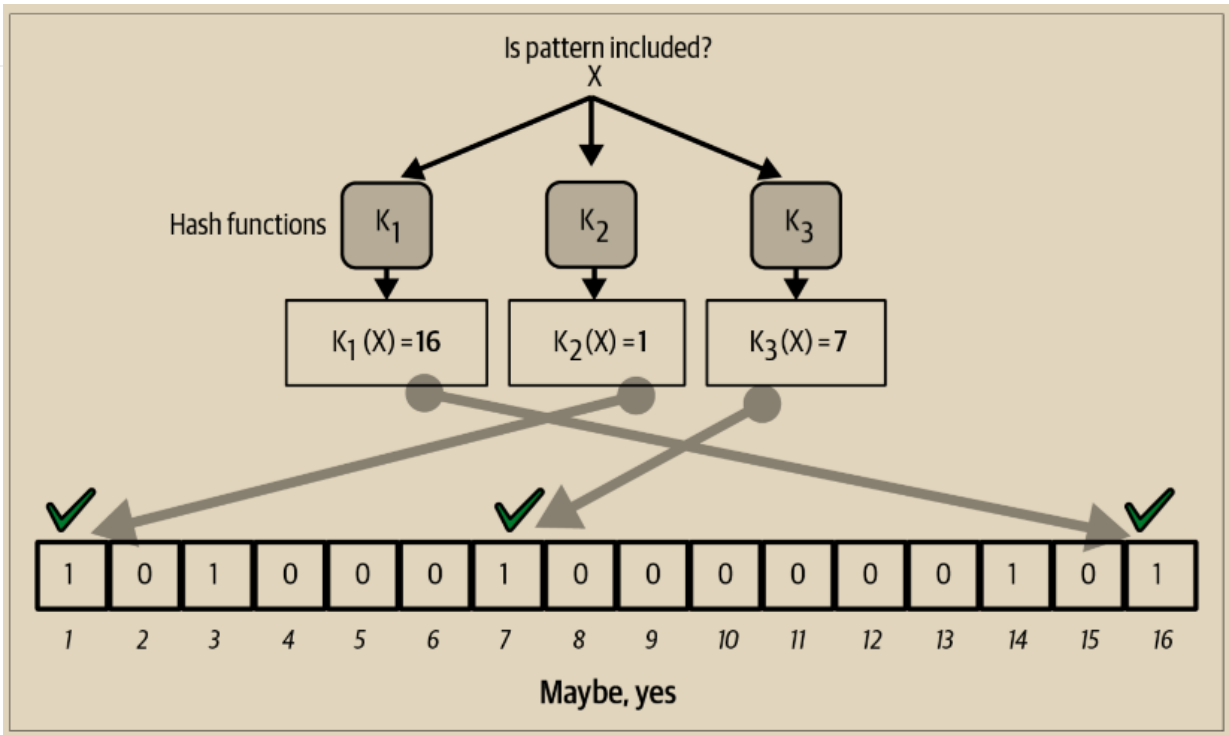 Is pattern included?
X
Hash functions
K1
K2
K3
K1 (X) = 16
K2 (X) = 1
K3 (X) = 7
1 0 1 0 0 0 1 0 0 0 0 0 0 1 0 1
1 2 3 4 5 6 7 8 9 10 11 12 13 14 15 16
Maybe, yes